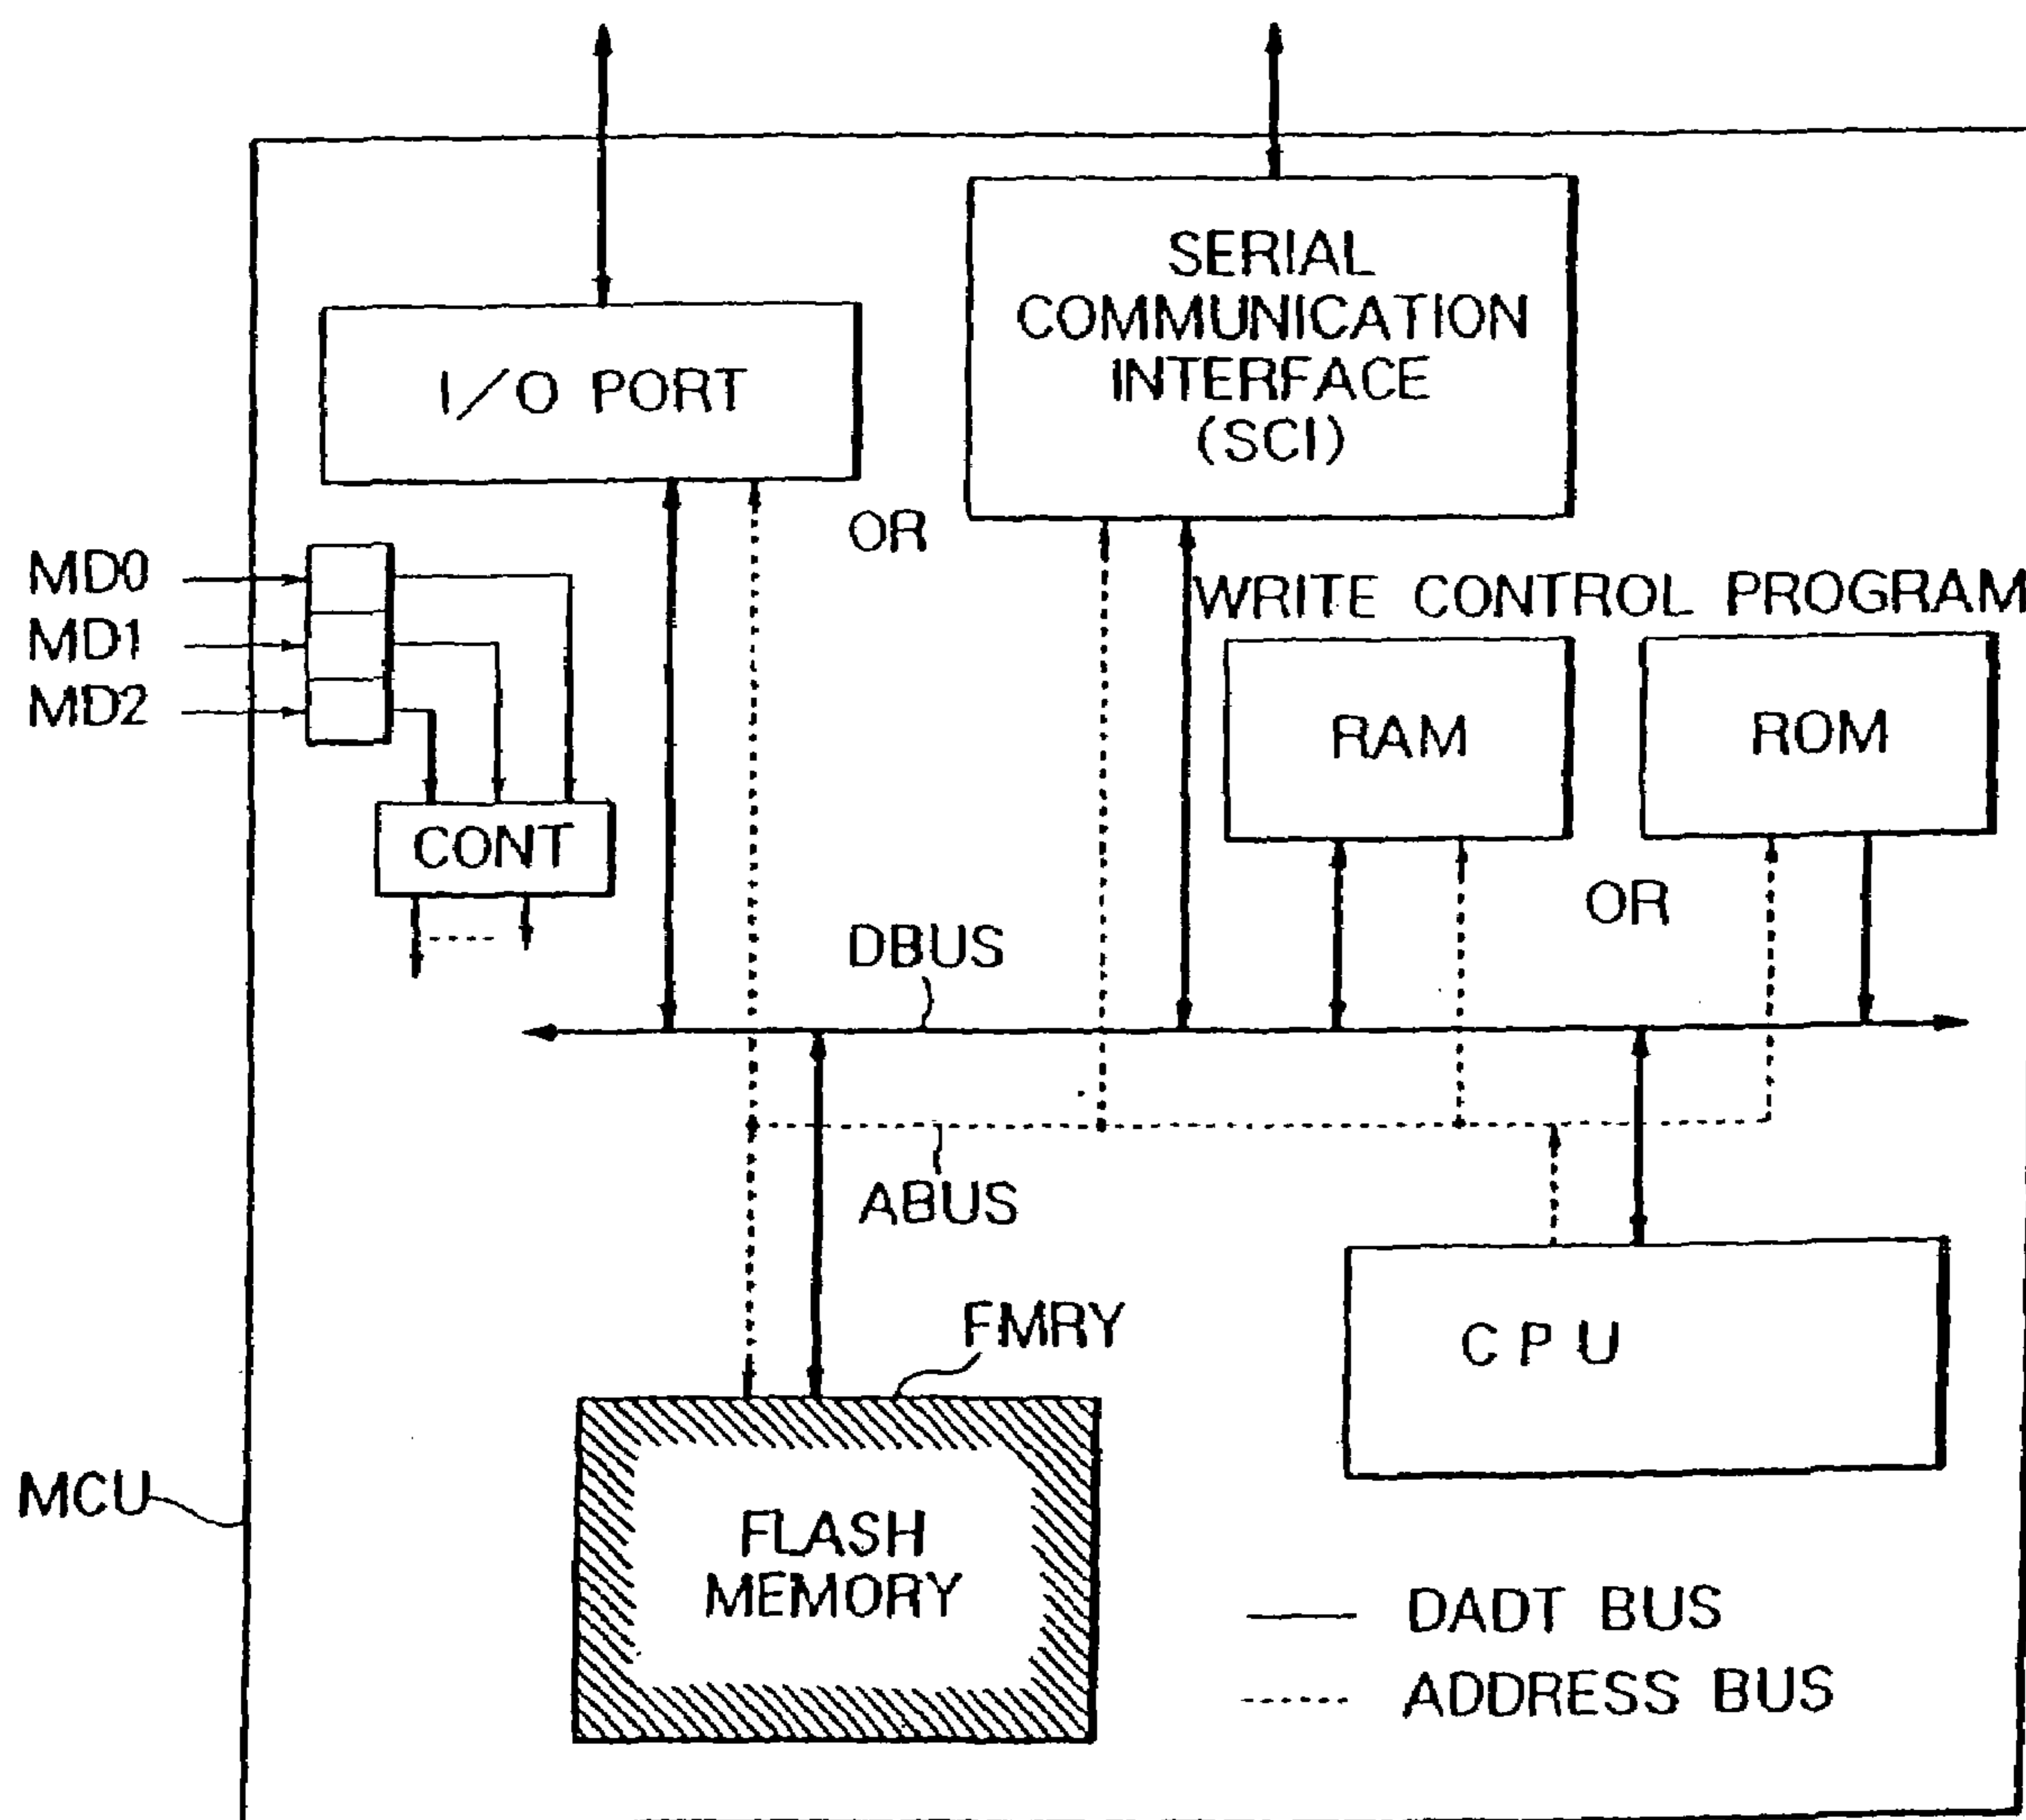 SERIAL
COMMUNICATION
INTERFACE
(SCI)
I/O PORT
OR
MD0
MD1
MD2
WRITE CONTROL PROGRAM
RAM
ROM
CONT
OR
DBUS
ABUS
FMRY
CPU
MCU
FLASH
MEMORY
DADT BUS
ADDRESS BUS